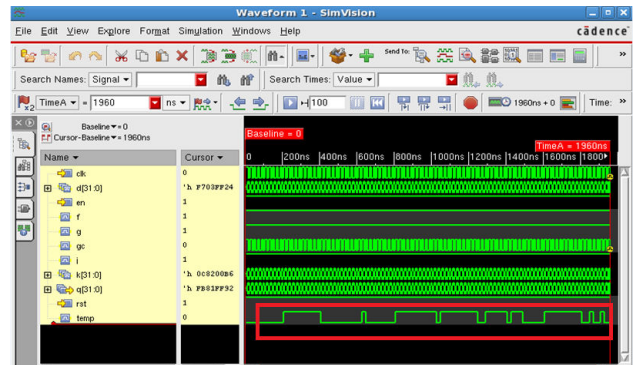 Waveform 1 - SimVision
File Edit View Explore Format Simulation Windows Help cādence
Send To:
Search Names: Signal Search Times: Value
x2 TimeA = 1960 ns 100 1960ns + 0 Time: »
Baseline = 0
Cursor-Baseline = 1960ns
Baseline = 0
TimeA = 1960ns
Name Cursor 0 200ns 400ns 600ns 800ns 1000ns 1200ns 1400ns 1600ns 1800
clk 0
d[31:0] 'h F703FF24
en 1
f 1
g 1
gc 0
i 1
k[31:0] 'h 0C8200B6
q[31:0] 'h FB81FF92
rst 1
temp 0